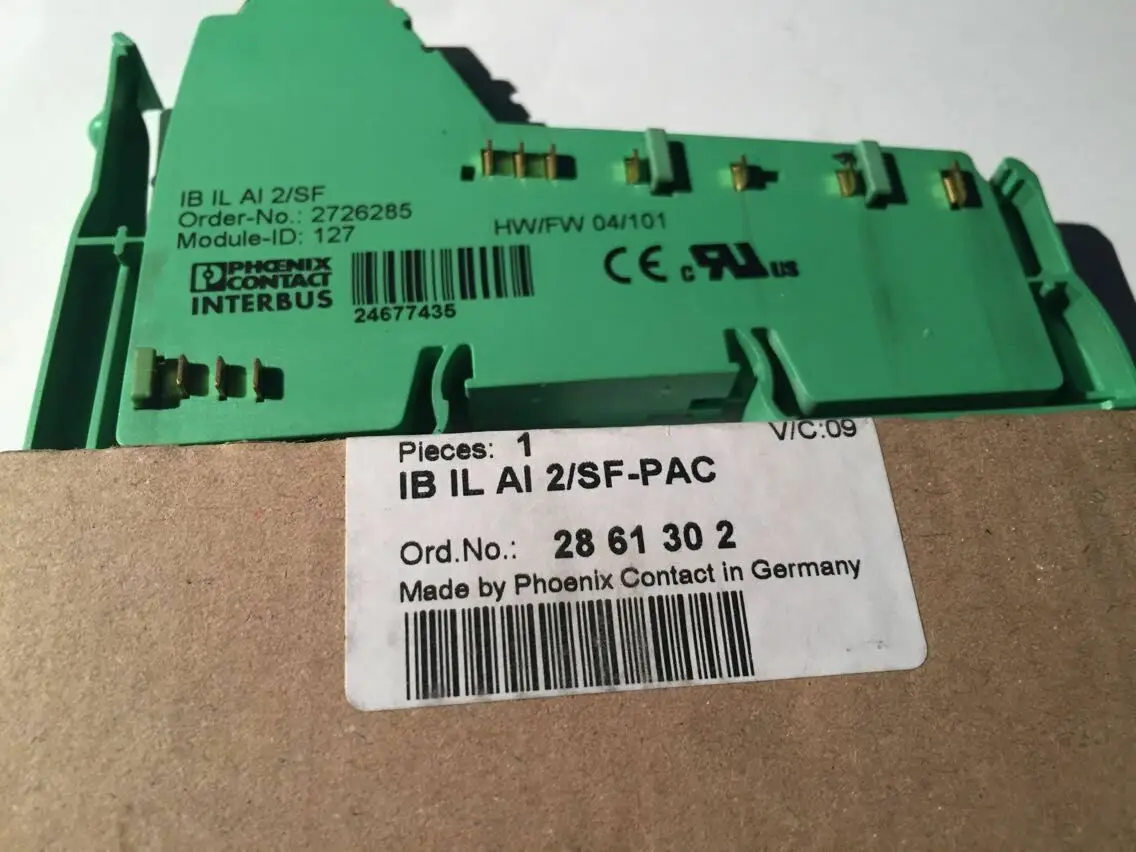 IB IL AI 2/SF
Order-No.: 2726285
Module-ID: 127
HW/FW 04/101
PHŒNIX
CONTACT
INTERBUS
24677435
CE
c RU US
Pieces: 1
V/C:09
IB IL AI 2/SF-PAC
Ord.No.: 28 61 30 2
Made by Phoenix Contact in Germany